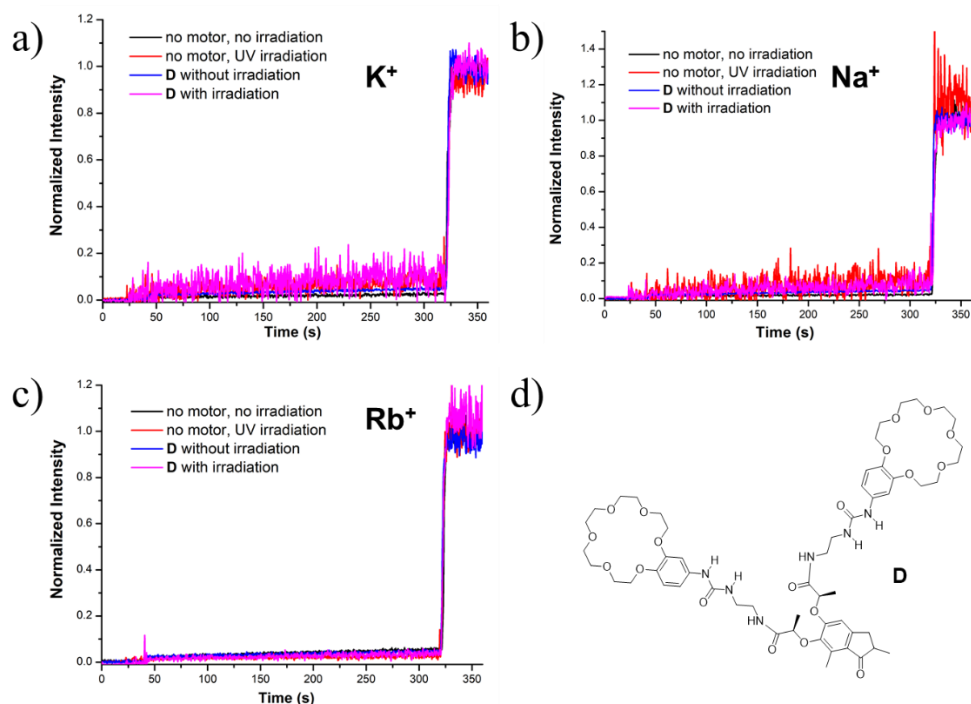 a)
1.2
1.0
0.8
0.6
0.4
0.2
0.0
Normalized Intensity
no motor, no irradiation
no motor, UV irradiation
D without irradiation
D with irradiation
K+
0 50 100 150 200 250 300 350
Time (s)
b)
1.4
1.2
1.0
0.8
0.6
0.4
0.2
0.0
Normalized Intensity
no motor, no irradiation
no motor, UV irradiation
D without irradiation
D with irradiation
Na+
0 50 100 150 200 250 300 350
Time (s)
c)
1.2
1.0
0.8
0.6
0.4
0.2
0.0
Normalized Intensity
no motor, no irradiation
no motor, UV irradiation
D without irradiation
D with irradiation
Rb+
0 50 100 150 200 250 300 350
Time (s)
d)
O
O
O
O
O
O
O
N
H
O
N
H
HN
O
O
O
O
O
O
O
O
O
N
H
O
N
H
NH
O
O
O
D